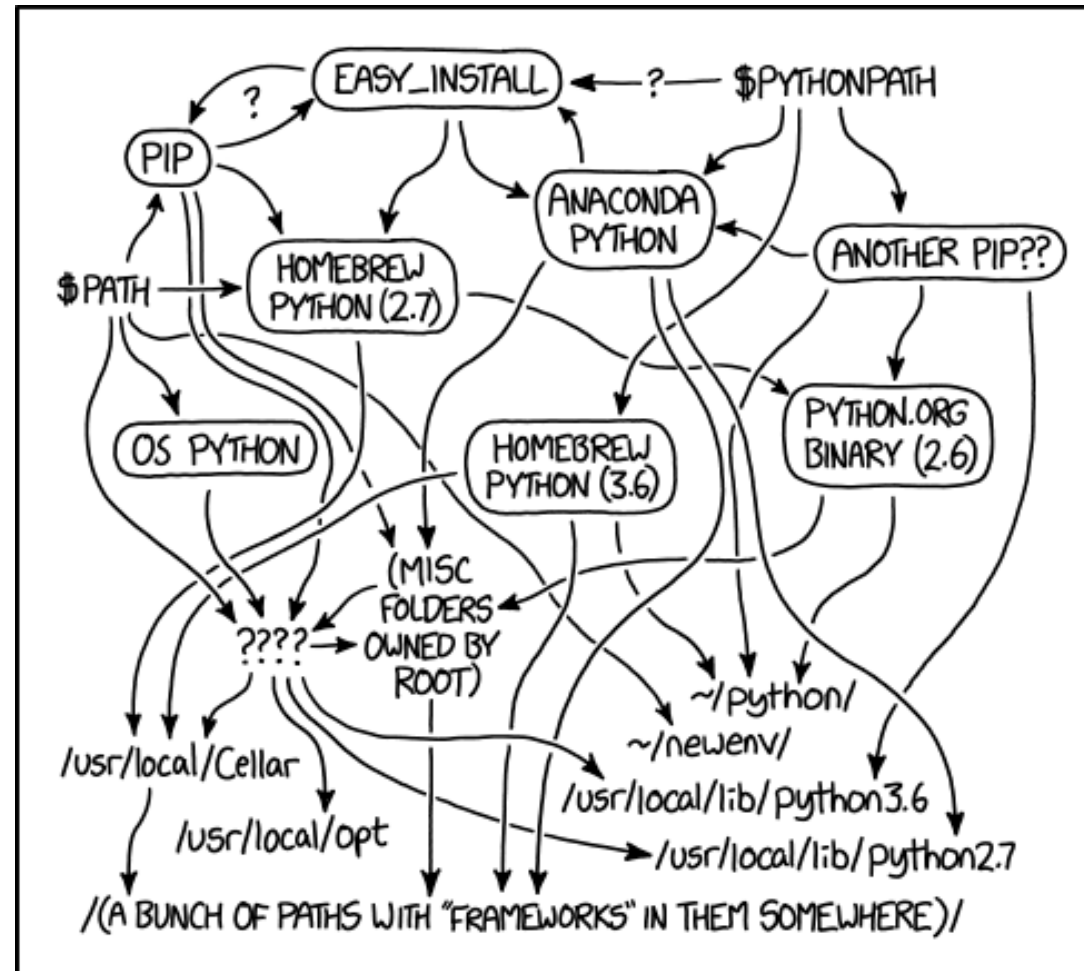 EASY_INSTALL
?
$PYTHONPATH
?
PIP
ANACONDA
PYTHON
ANOTHER PIP??
HOMEBREW
PYTHON (2.7)
$PATH
OS PYTHON
HOMEBREW
PYTHON (3.6)
PYTHON.ORG
BINARY (2.6)
(MISC
FOLDERS
OWNED BY
ROOT)
????
~/python/
~/newenv/
/usr/local/Cellar
/usr/local/lib/python3.6
/usr/local/opt
/usr/local/lib/python2.7
/(A BUNCH OF PATHS WITH "FRAMEWORKS" IN THEM SOMEWHERE)/